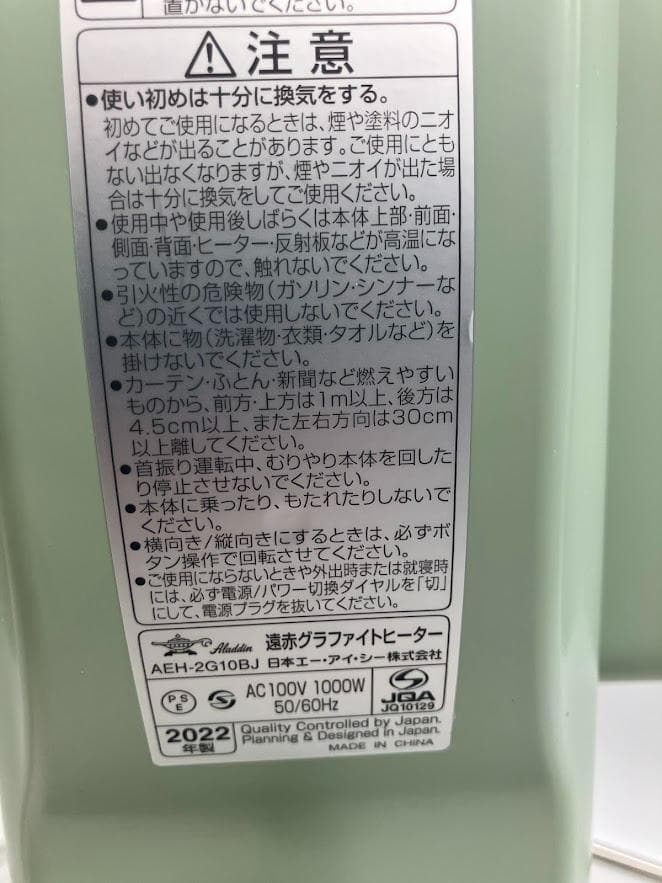 置かないでください。
⚠注意
●使い初めは十分に換気をする。
初めてご使用になるときは、煙や塗料のニオ
イなどが出ることがあります。ご使用にとも
ない出なくなりますが、煙やニオイが出た場
合は十分に換気をしてご使用ください。
●使用中や使用後しばらくは本体上部·前面·
側面·背面·ヒーター·反射板などが高温にな
っていますので、触れないでください。
●引火性の危険物(ガソリン·シンナーな
ど)の近くでは使用しないでください。
●本体に物(洗濯物·衣類·タオルなど)を
掛けないでください。
●カーテン·ふとん·新聞など燃えやすい
ものから、前方·上方は1m以上、後方は
4.5cm以上、また左右方向は30cm
以上離してください。
●首振り運転中、むりやり本体を回した
り停止させないでください。
●本体に乗ったり、もたれたりしないで
ください。
●横向き/縦向きにするときは、必ずボ
タン操作で回転させてください。
●ご使用にならないときや外出時または就寝時
には、必ず電源/パワー切換ダイヤルを「切」
にして、電源プラグを抜いてください。
Aladdin 遠赤グラファイトヒーター
AEH-2G10BJ 日本エー·アイ·シー株式会社
PSE AC100V 1000W
50/60Hz
JQA
JQ10129
2022
年製
Quality Controlled by Japan.
Planning & Designed in Japan.
MADE IN CHINA